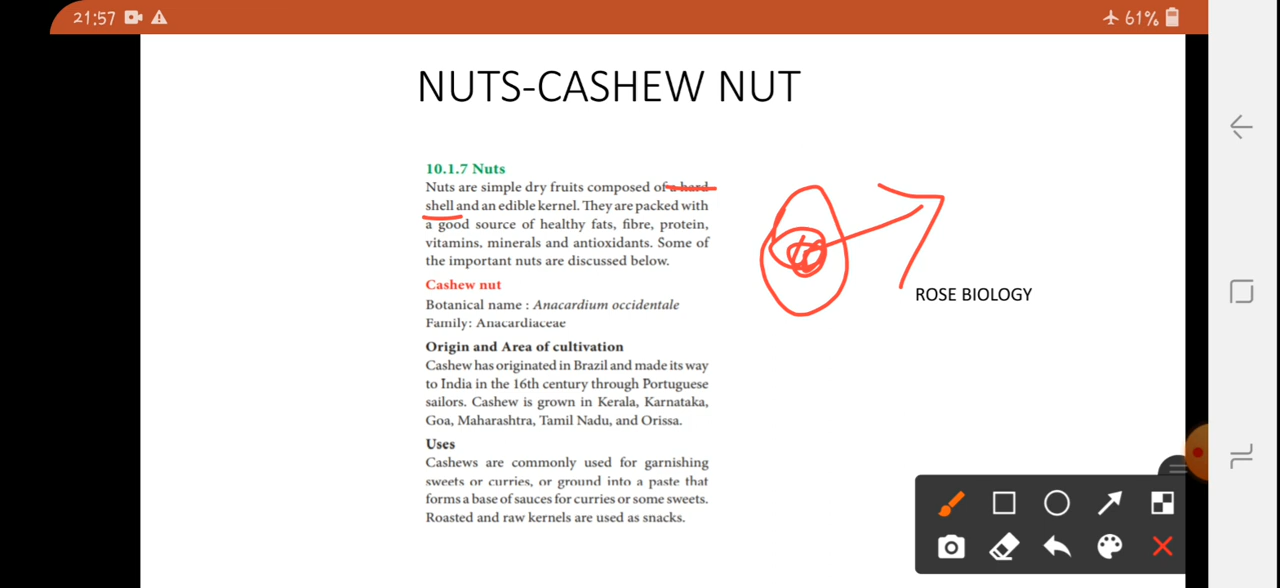 21:57
61%
NUTS-CASHEW NUT
10.1.7 Nuts
Nuts are simple dry fruits composed of a hard
shell and an edible kernel. They are packed with
a good source of healthy fats, fibre, protein,
vitamins, minerals and antioxidants. Some of
the important nuts are discussed below.
Cashew nut
Botanical name : Anacardium occidentale
Family: Anacardiaceae
Origin and Area of cultivation
Cashew has originated in Brazil and made its way
to India in the 16th century through Portuguese
sailors. Cashew is grown in Kerala, Karnataka,
Goa, Maharashtra, Tamil Nadu, and Orissa.
Uses
Cashews are commonly used for garnishing
sweets or curries, or ground into a paste that
forms a base of sauces for curries or some sweets.
Roasted and raw kernels are used as snacks.
ROSE BIOLOGY